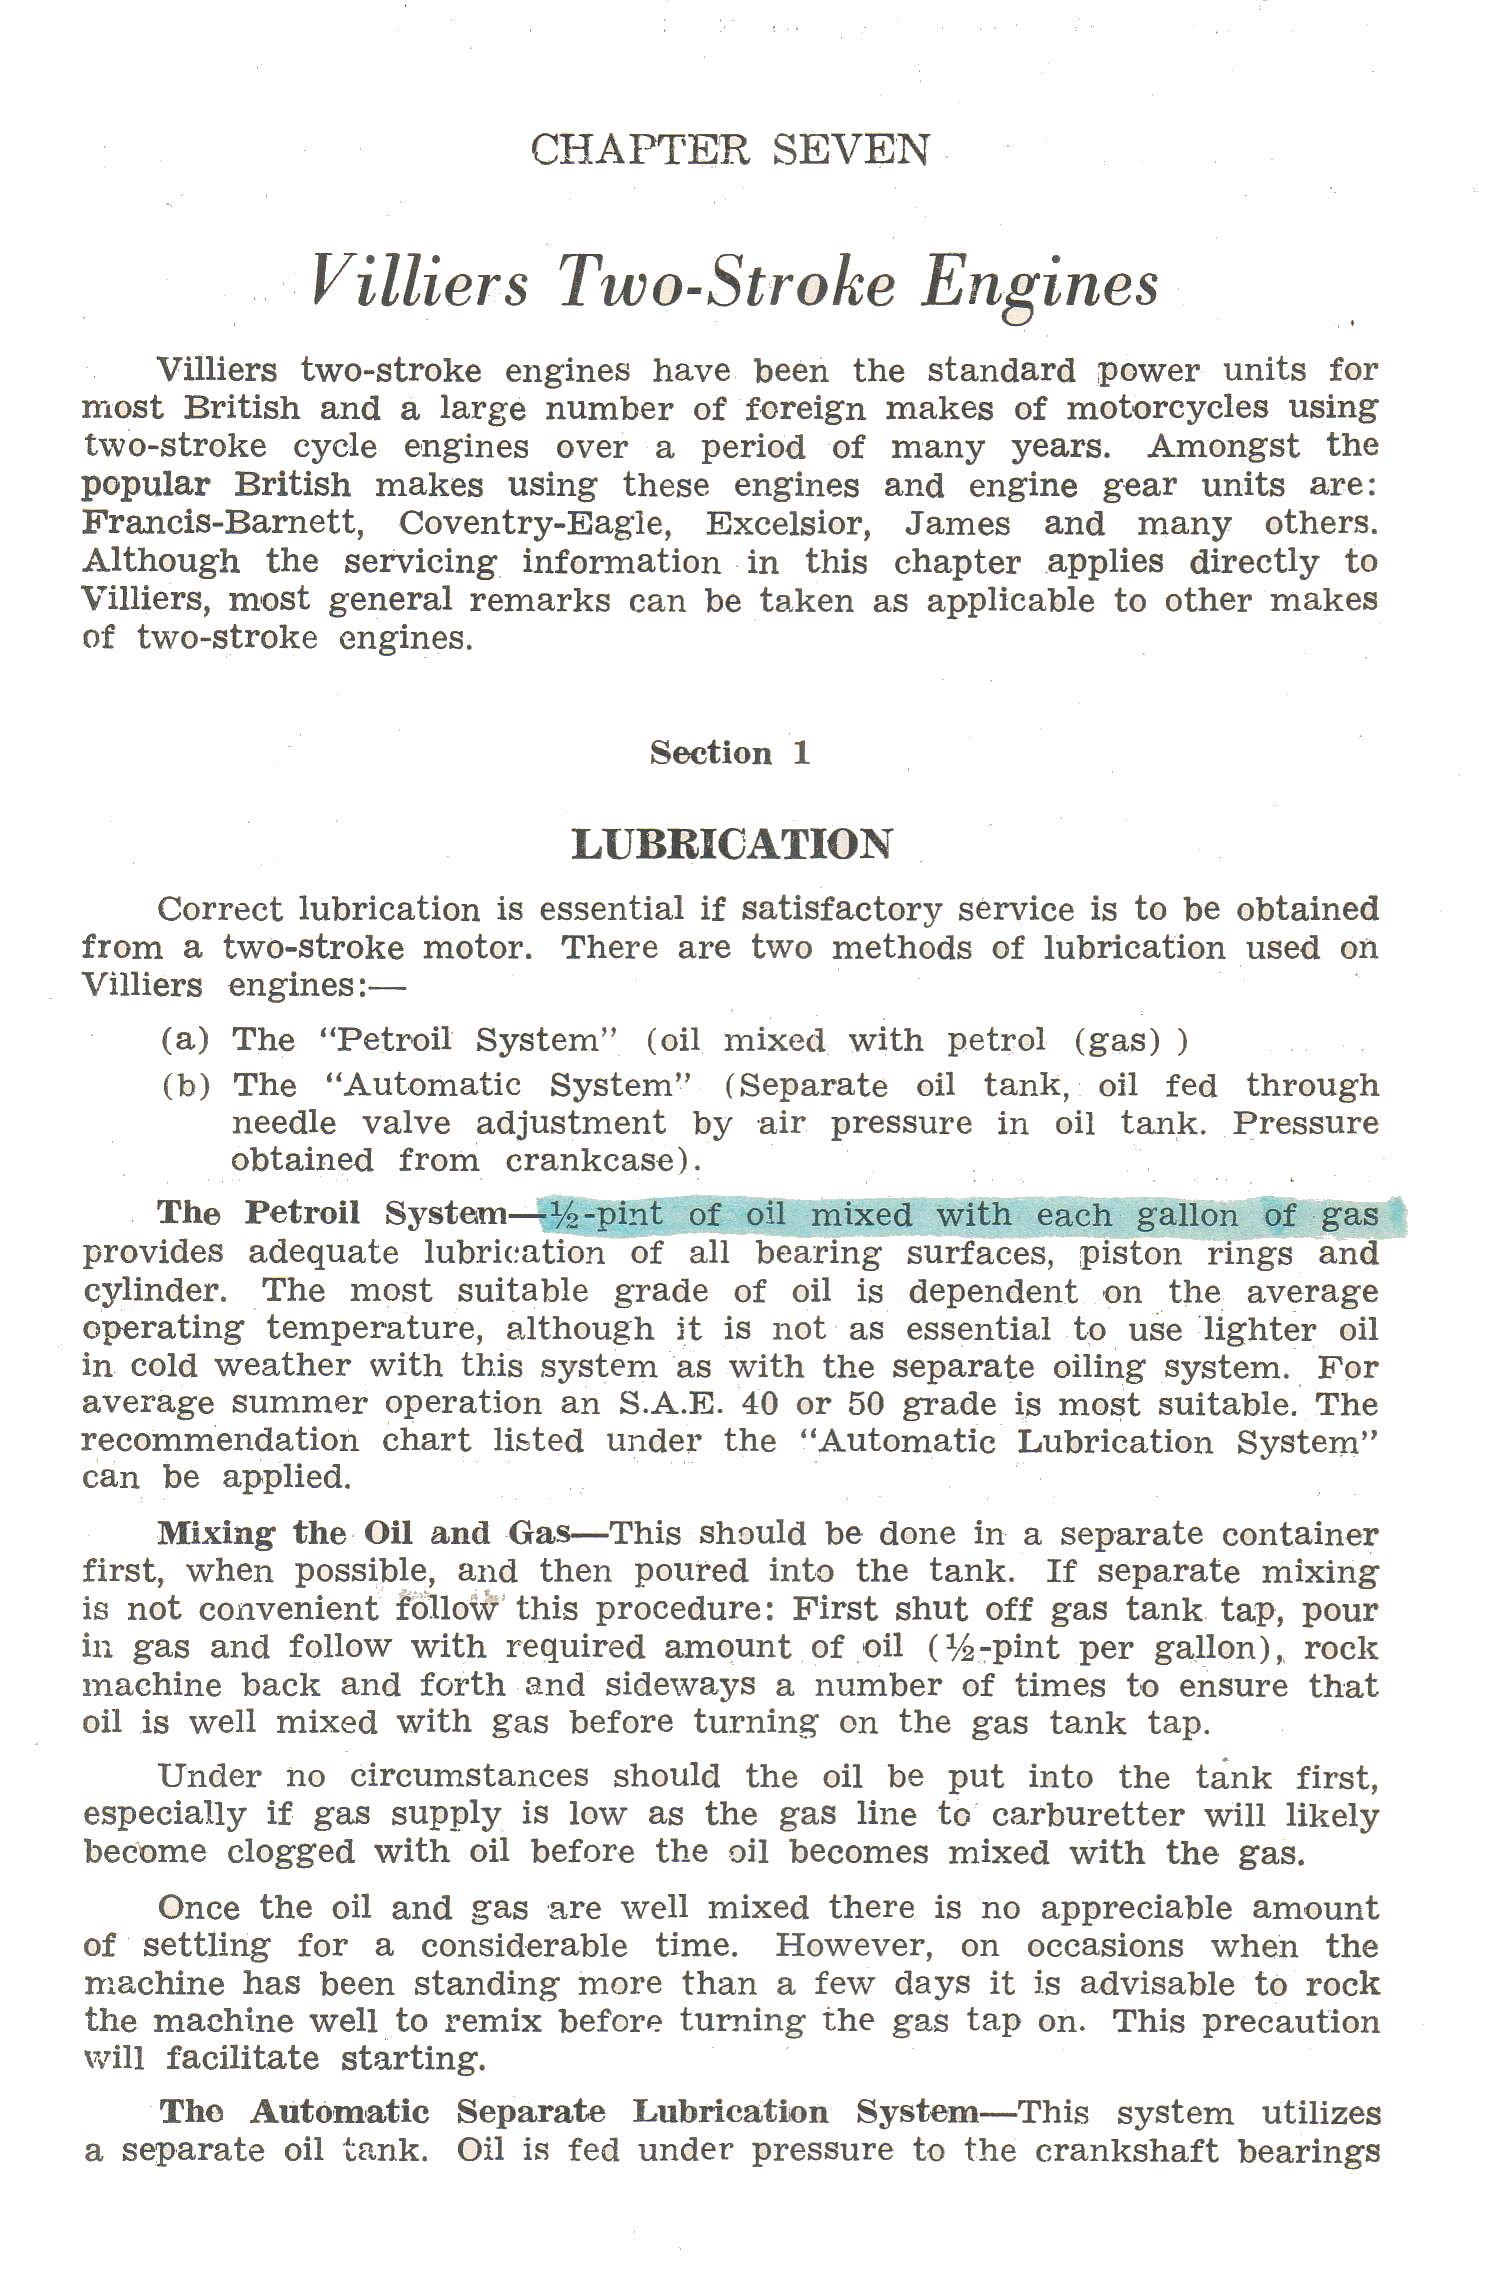 CHAPTER SEVEN
Villiers Two-Stroke Engines
Villiers two-stroke engines have been the standard power units for
most British and a large number of foreign makes of motorcycles using
two-stroke cycle engines over a period of many years. Amongst the
popular British makes using these engines and engine gear units are:
Francis-Barnett, Coventry-Eagle, Excelsior, James and many others.
Although the servicing information in this chapter applies directly to
Villiers, most general remarks can be taken as applicable to other makes
of two-stroke engines.
Section 1
LUBRICATION
Correct lubrication is essential if satisfactory service is to be obtained
from a two-stroke motor. There are two methods of lubrication used on
Villiers engines:—
(a) The "Petroil System" (oil mixed with petrol (gas) )
(b) The "Automatic System" (Separate oil tank, oil fed through
needle valve adjustment by air pressure in oil tank. Pressure
obtained from crankcase).
The Petroil System—½-pint of oil mixed with each gallon of gas
provides adequate lubrication of all bearing surfaces, piston rings and
cylinder. The most suitable grade of oil is dependent on the average
operating temperature, although it is not as essential to use lighter oil
in cold weather with this system as with the separate oiling system. For
average summer operation an S.A.E. 40 or 50 grade is most suitable. The
recommendation chart listed under the "Automatic Lubrication System"
can be applied.
Mixing the Oil and Gas—This should be done in a separate container
first, when possible, and then poured into the tank. If separate mixing
is not convenient follow this procedure: First shut off gas tank tap, pour
in gas and follow with required amount of oil (½-pint per gallon), rock
machine back and forth and sideways a number of times to ensure that
oil is well mixed with gas before turning on the gas tank tap.
Under no circumstances should the oil be put into the tank first,
especially if gas supply is low as the gas line to carburetter will likely
become clogged with oil before the oil becomes mixed with the gas.
Once the oil and gas are well mixed there is no appreciable amount
of settling for a considerable time. However, on occasions when the
machine has been standing more than a few days it is advisable to rock
the machine well to remix before turning the gas tap on. This precaution
will facilitate starting.
The Automatic Separate Lubrication System—This system utilizes
a separate oil tank. Oil is fed under pressure to the crankshaft bearings